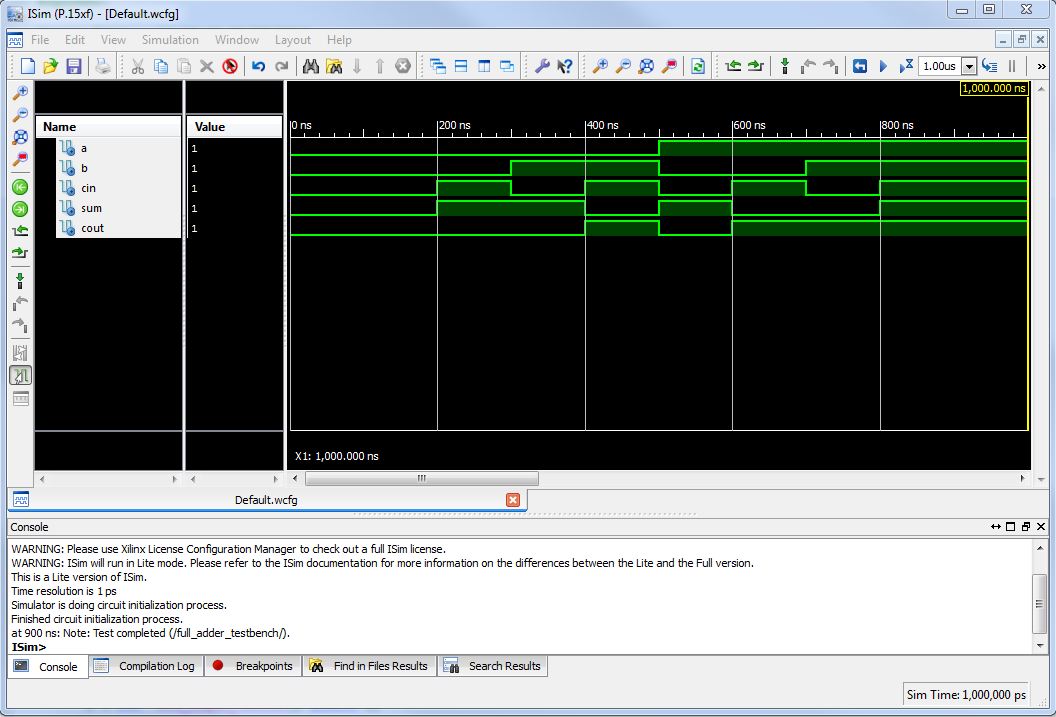 ISim (P.15xf) - [Default.wcfg]
File Edit View Simulation Window Layout Help
1.00us
»
1,000.000 ns
Name Value
0 ns 200 ns 400 ns 600 ns 800 ns
a 1
b 1
cin 1
sum 1
cout 1
X1: 1,000.000 ns
Default.wcfg
Console
WARNING: Please use Xilinx License Configuration Manager to check out a full ISim license.
WARNING: ISim will run in Lite mode. Please refer to the ISim documentation for more information on the differences between the Lite and the Full version.
This is a Lite version of ISim.
Time resolution is 1 ps
Simulator is doing circuit initialization process.
Finished circuit initialization process.
at 900 ns: Note: Test completed (/full_adder_testbench/).
ISim>
Console Compilation Log Breakpoints Find in Files Results Search Results
Sim Time: 1,000,000 ps